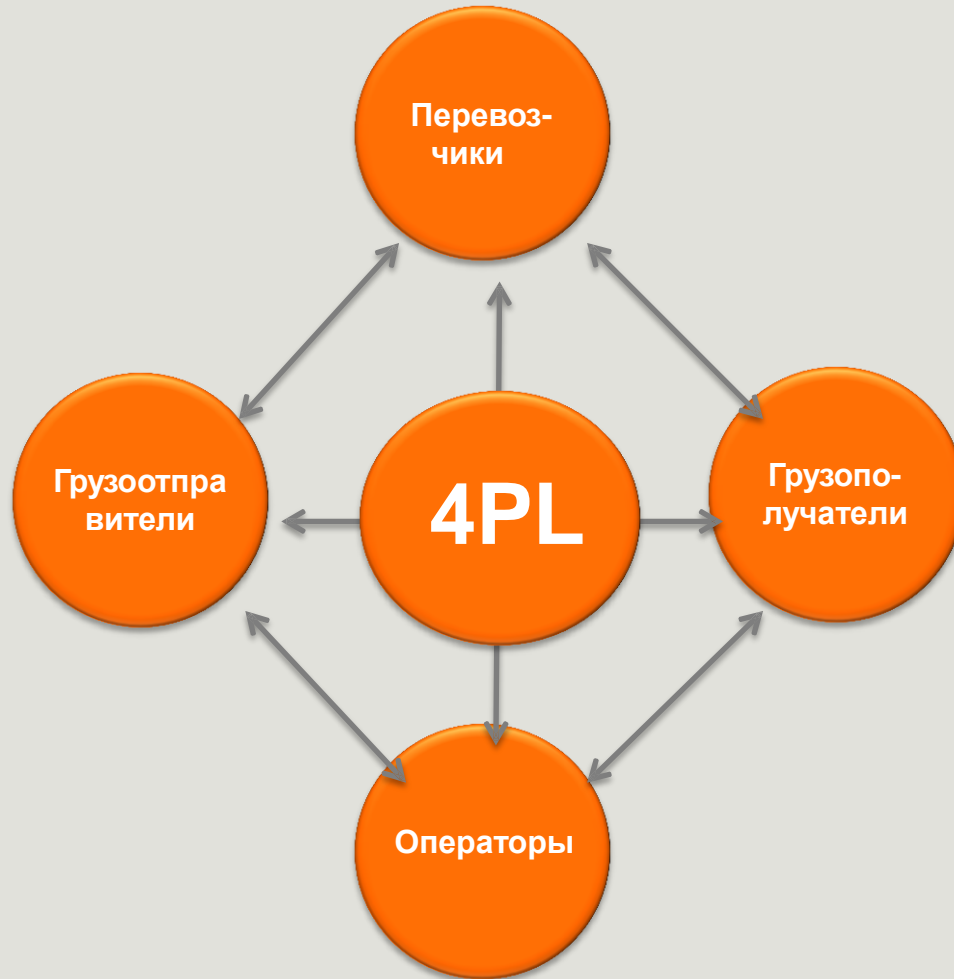 Перевоз-
чики
Грузоотпра
вители
4PL
Грузопо-
лучатели
Операторы